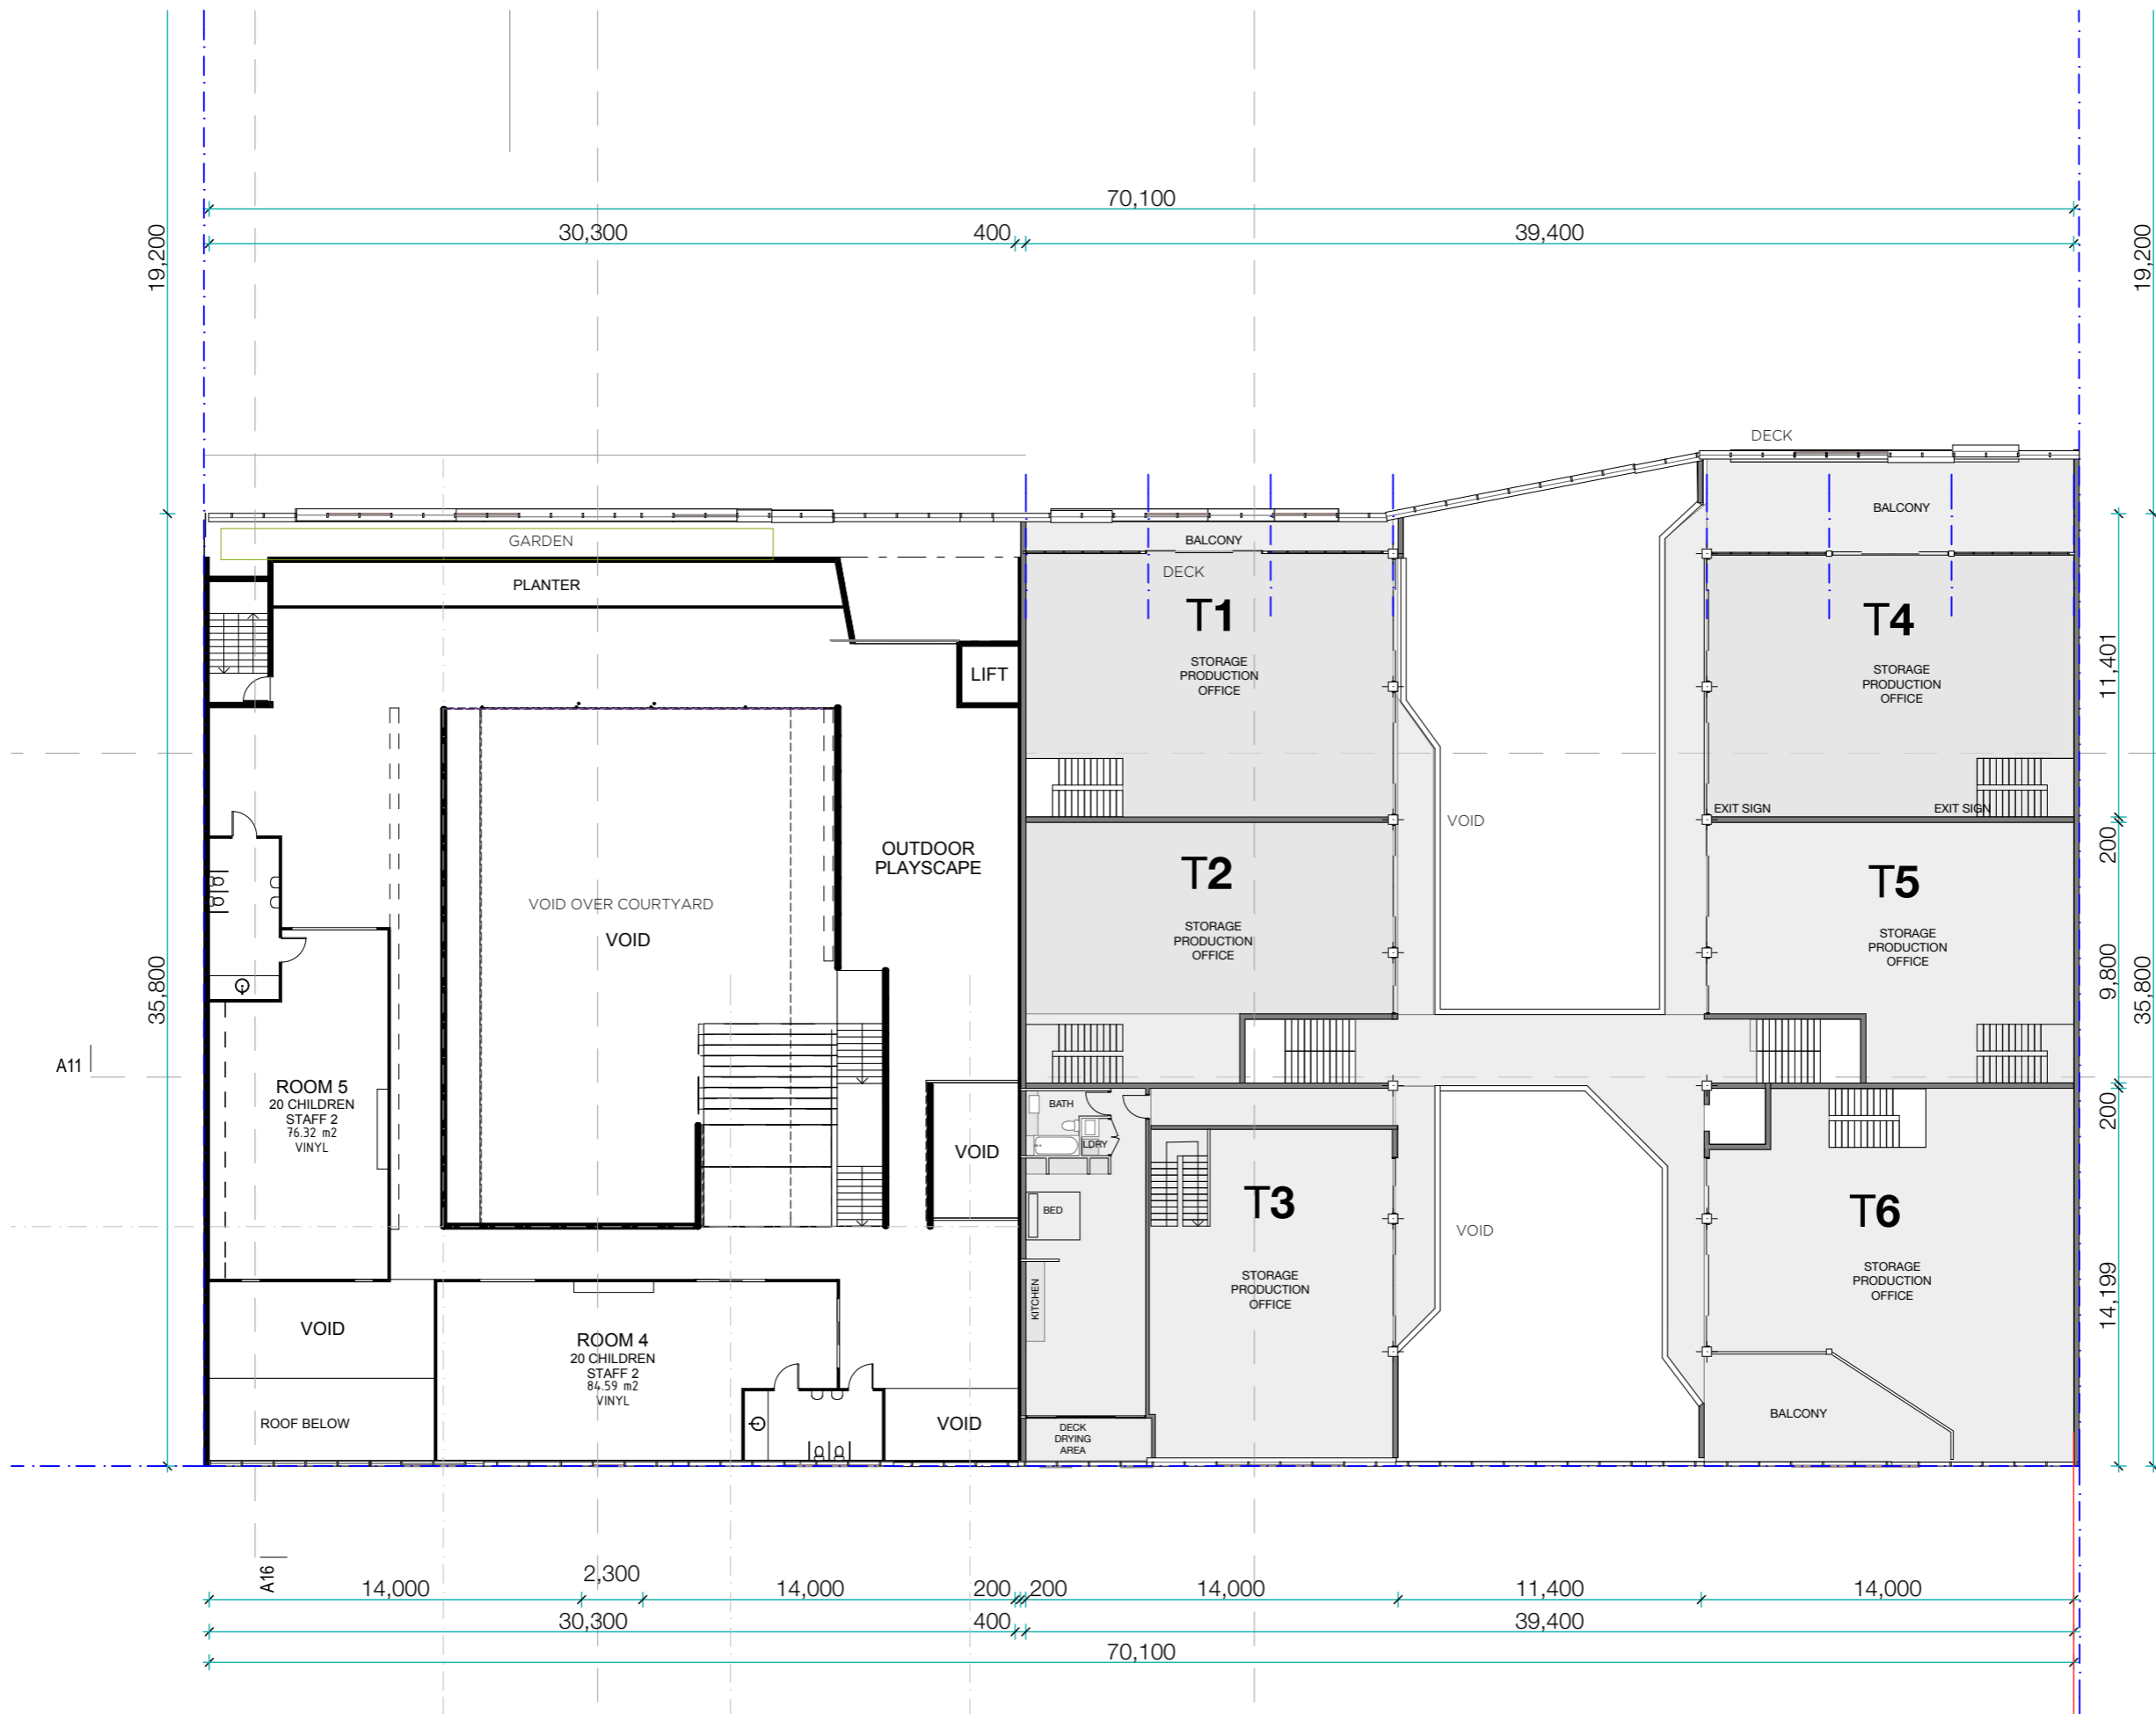 70,100
30,300
400
39,400
19,200
19,200
DECK
BALCONY
GARDEN
BALCONY
DECK
PLANTER
T1
T4
LIFT
STORAGE
PRODUCTION
OFFICE
STORAGE
PRODUCTION
OFFICE
11,401
EXIT SIGN
EXIT SIGN
VOID
200
OUTDOOR
PLAYSCAPE
T2
T5
VOID OVER COURTYARD
VOID
STORAGE
PRODUCTION
OFFICE
STORAGE
PRODUCTION
OFFICE
35,800
9,800
35,800
A11
ROOM 5
20 CHILDREN
STAFF 2
76.32 m2
VINYL
BATH
LDRY
200
VOID
T3
T6
BED
VOID
STORAGE
PRODUCTION
OFFICE
STORAGE
PRODUCTION
OFFICE
KITCHEN
14,199
VOID
ROOM 4
20 CHILDREN
STAFF 2
84.59 m2
VINYL
ROOF BELOW
VOID
DECK
DRYING
AREA
BALCONY
A16
14,000
2,300
14,000
200
200
14,000
11,400
14,000
30,300
400
39,400
70,100